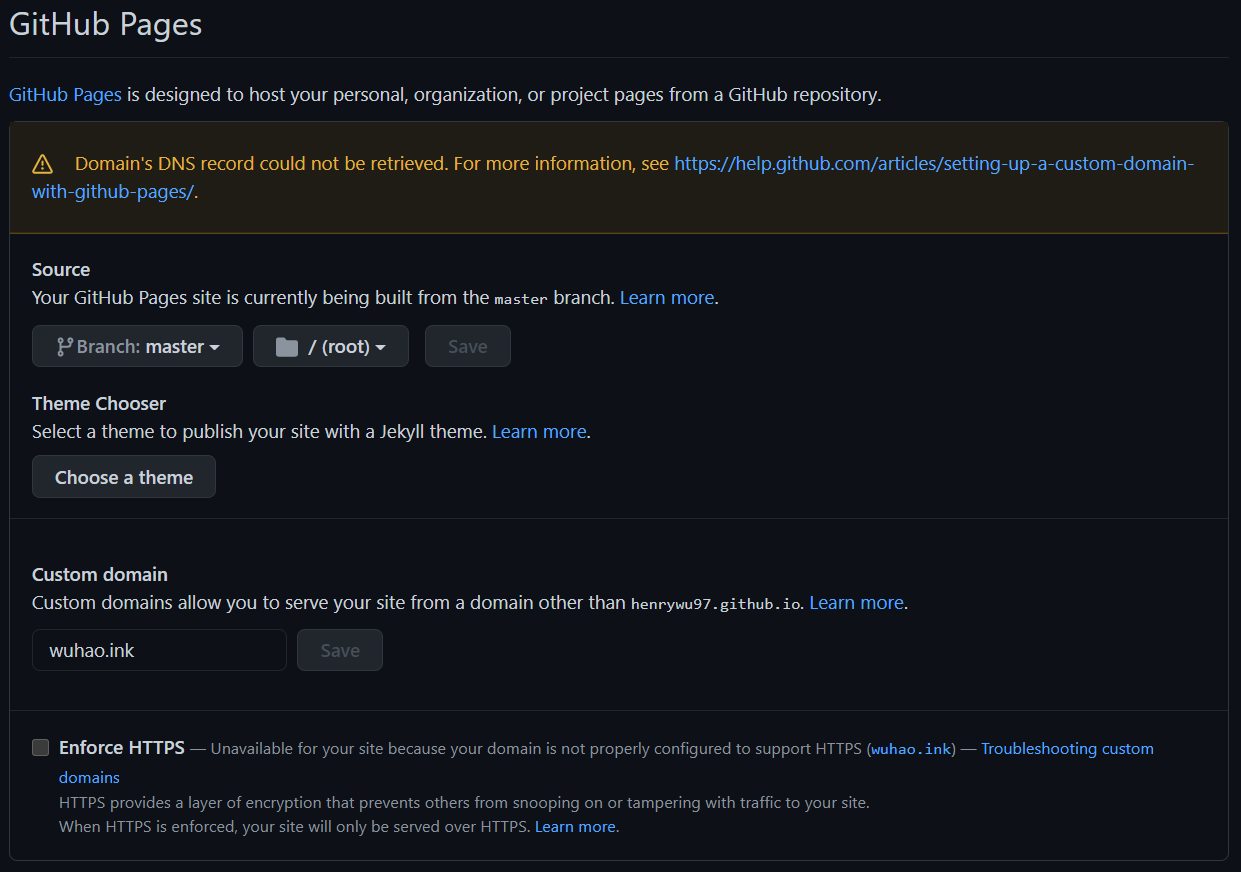 GitHub Pages
GitHub Pages is designed to host your personal, organization, or project pages from a GitHub repository.
Domain's DNS record could not be retrieved. For more information, see https://help.github.com/articles/setting-up-a-custom-domain-
with-github-pages/.
Source
Your GitHub Pages site is currently being built from the master branch. Learn more.
Branch: master
/ (root)
Save
Theme Chooser
Select a theme to publish your site with a Jekyll theme. Learn more.
Choose a theme
Custom domain
Custom domains allow you to serve your site from a domain other than henrywu97.github.io. Learn more.
wuhao.ink
Save
Enforce HTTPS — Unavailable for your site because your domain is not properly configured to support HTTPS (wuhao.ink) — Troubleshooting custom
domains
HTTPS provides a layer of encryption that prevents others from snooping on or tampering with traffic to your site.
When HTTPS is enforced, your site will only be served over HTTPS. Learn more.